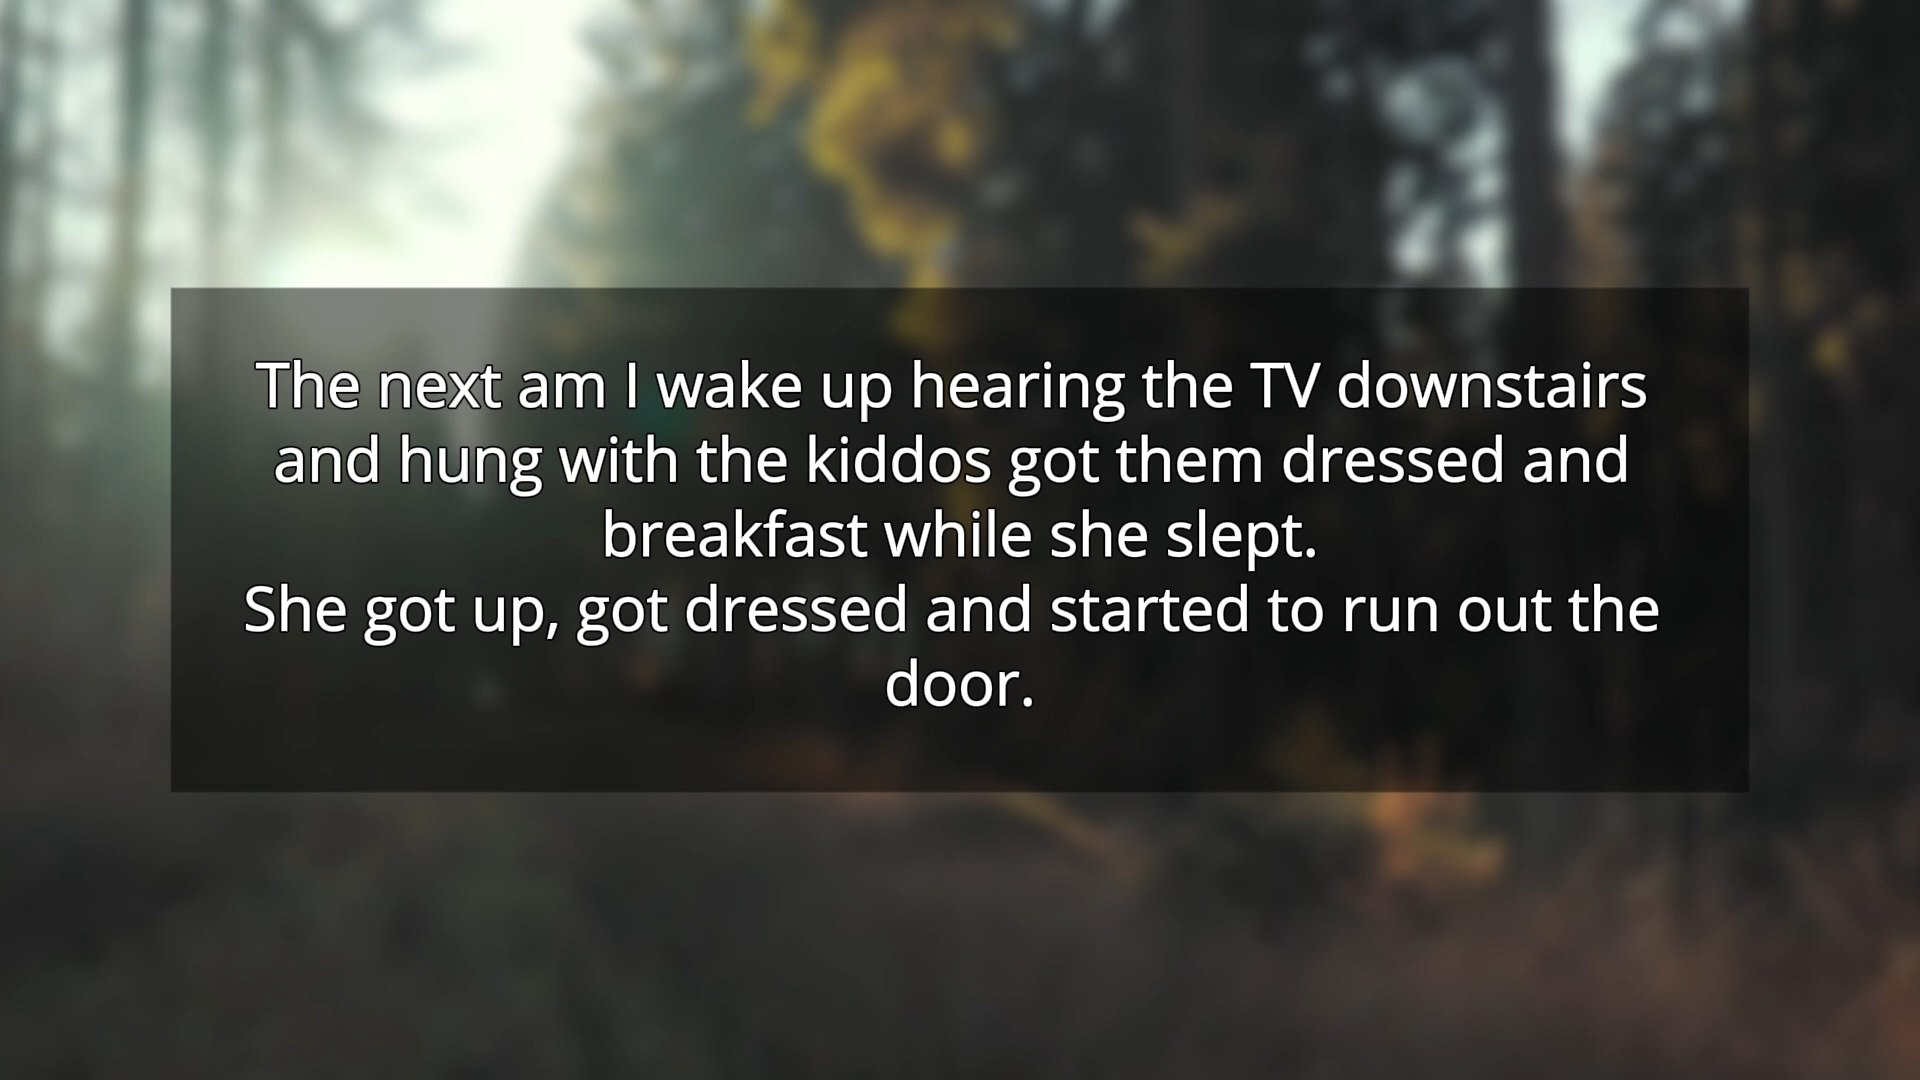 The next am I wake up hearing the TV downstairs
and hung with the kiddos got them dressed and
breakfast while she slept.
She got up, got dressed and started to run out the
door.